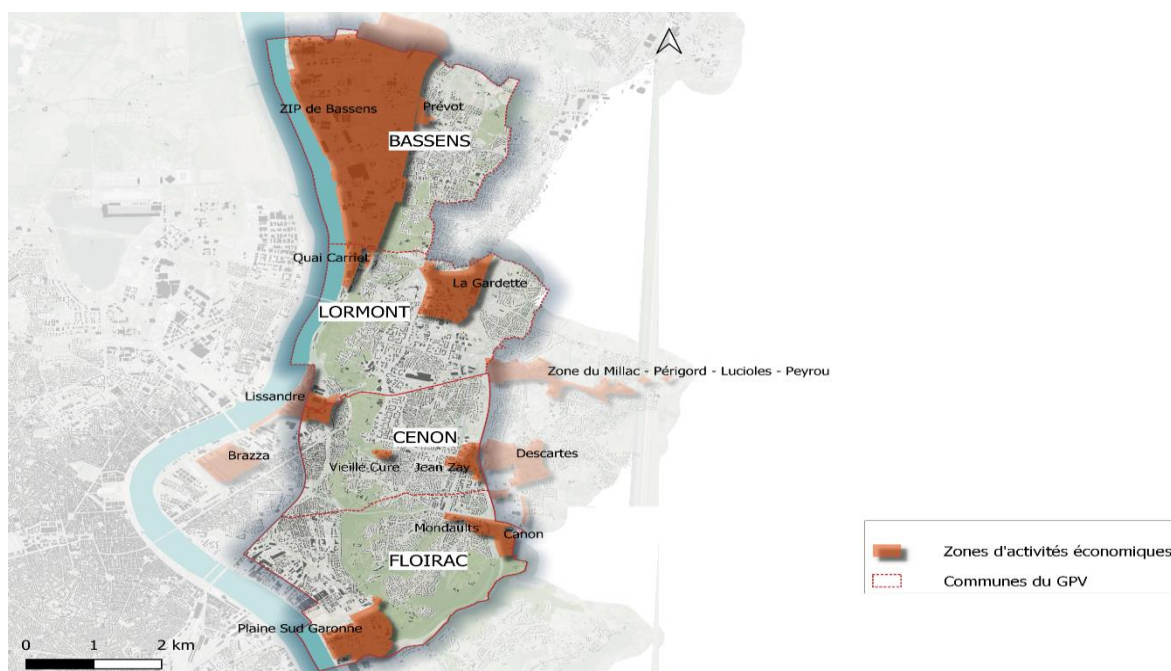 ZIP de Bassens
Prévot
BASSENS
Quai Carriet
La Gardette
LORMONT
Zone du Millac - Périgord - Lucioles - Peyrou
Lissandre
CENON
Brazza
Vieille Cure
Jean Zay
Descartes
Mondaults
Canon
FLOIRAC
Plaine Sud Garonne
Zones d'activités économiques
Communes du GPV
0 1 2 km